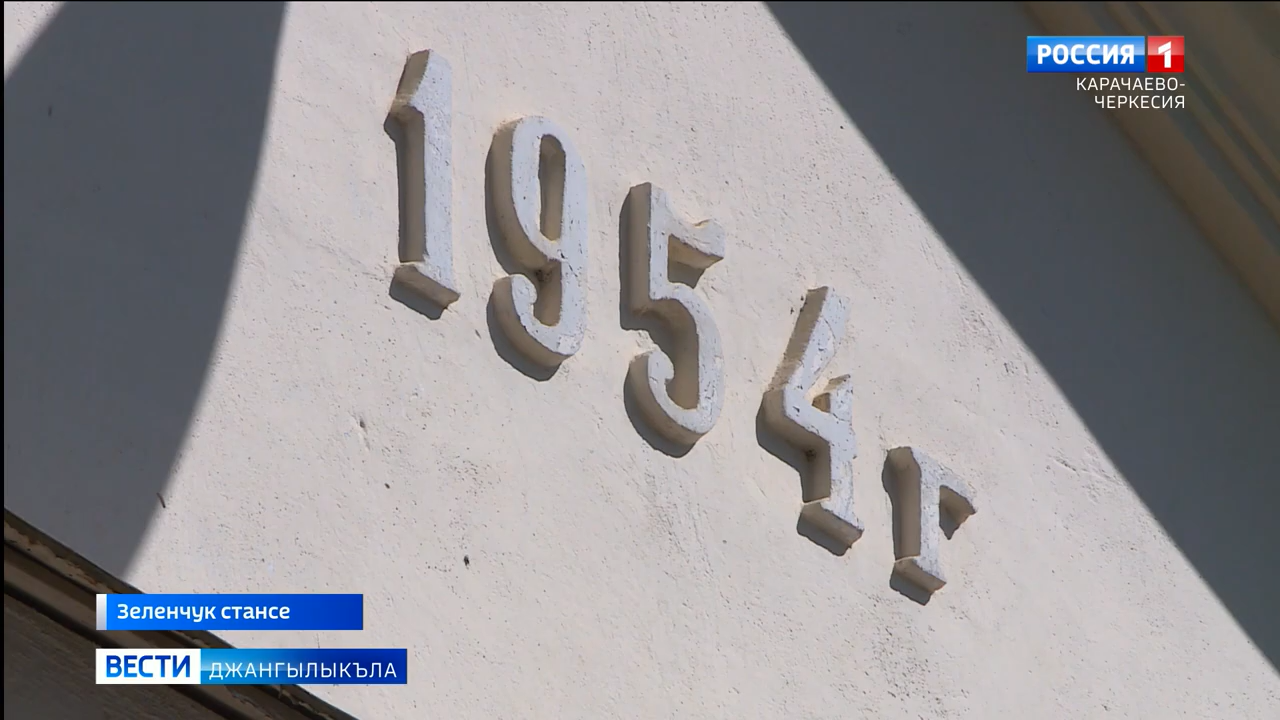 РОССИЯ 1
КАРАЧАЕВО-
ЧЕРКЕСИЯ
1954г
Зеленчук стансе
ВЕСТИ ДЖАНГЫЛЫКЪЛА